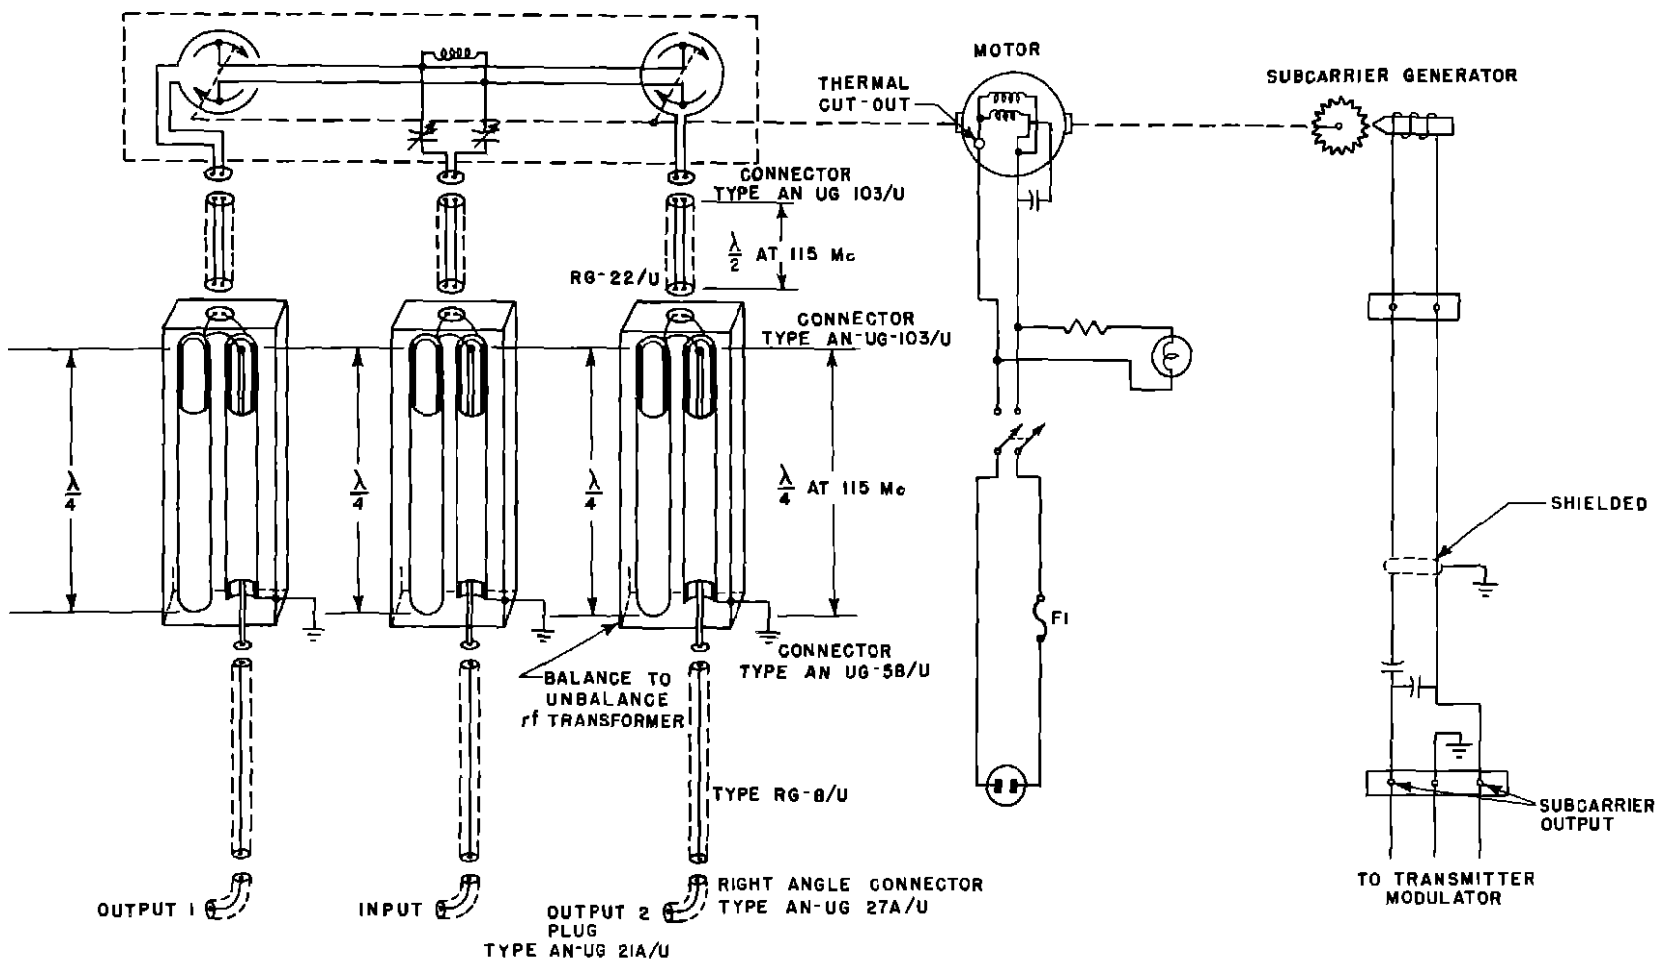 MOTOR
THERMAL
CUT-OUT
SUBCARRIER GENERATOR
CONNECTOR
TYPE AN UG 103/U
λ/2 AT 115 Mc
RG-22/U
CONNECTOR
TYPE AN-UG-103/U
λ/4
λ/4
λ/4
λ/4 AT 115 Mc
SHIELDED
F1
CONNECTOR
TYPE AN UG-58/U
BALANCE TO
UNBALANCE
rf TRANSFORMER
TYPE RG-8/U
SUBCARRIER
OUTPUT
TO TRANSMITTER
MODULATOR
OUTPUT 1
INPUT
OUTPUT 2
PLUG
TYPE AN-UG 21A/U
RIGHT ANGLE CONNECTOR
TYPE AN-UG 27A/U